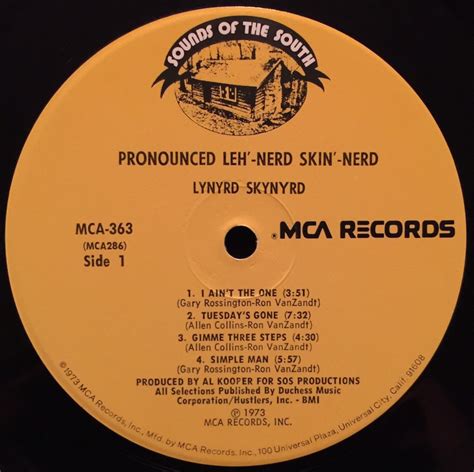 SOUNDS OF THE SOUTH
PRONOUNCED LEH'-NERD SKIN'-NERD
LYNYRD SKYNYRD
MCA-363
(MCA286)
Side 1
® MCA RECORDS
1. I AIN'T THE ONE (3:51)
(Gary Rossington-Ron VanZandt)
2. TUESDAY'S GONE (7:32)
(Allen Collins-Ron VanZandt)
3. GIMME THREE STEPS (4:30)
(Allen Collins-Ron VanZandt)
4. SIMPLE MAN (5:57)
(Gary Rossington-Ron VanZandt)
PRODUCED BY AL KOOPER FOR SOS PRODUCTIONS
All Selections Published By Duchess Music
Corporation/Hustlers, Inc. - BMI
℗ 1973
MCA RECORDS, INC.
©1973 MCA Records, Inc., Mfd. by MCA Records, Inc., 100 Universal Plaza, Universal City, Calif. 91608